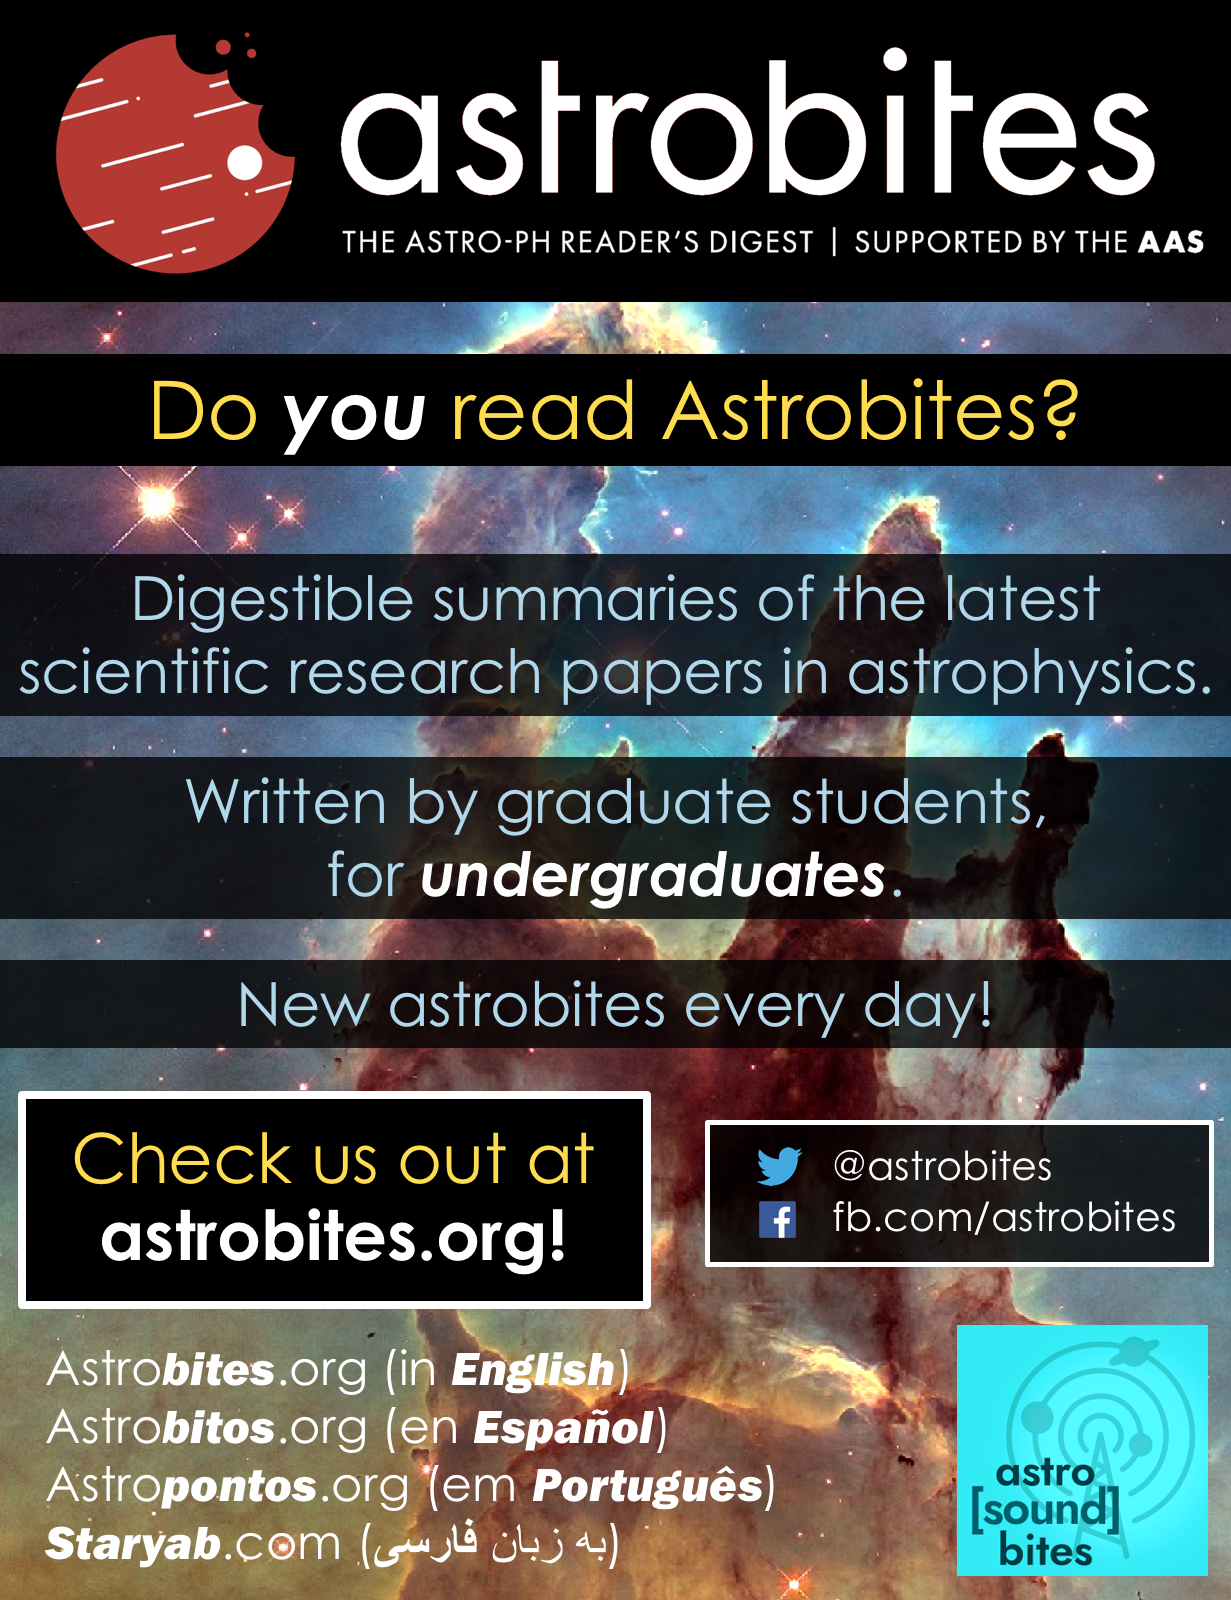 astrobites
THE ASTRO-PH READER'S DIGEST | SUPPORTED BY THE AAS
Do you read Astrobites?
Digestible summaries of the latest
scientific research papers in astrophysics.
Written by graduate students,
for undergraduates.
New astrobites every day!
Check us out at
astrobites.org!
@astrobites
fb.com/astrobites
Astrobites.org (in English)
Astrobitos.org (en Español)
Astropontos.org (em Português)
Staryab.com (به زبان فارسی)
astro
[sound]
bites